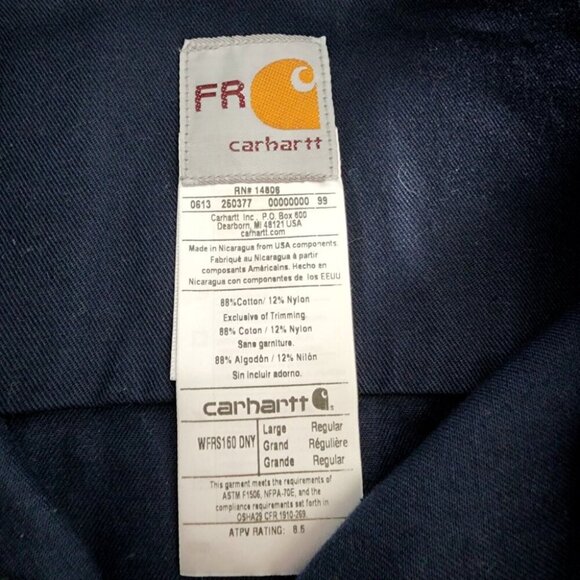 FR
carhartt
RN# 14806
0613 250377 00000000 99
Carhartt Inc., P.O. Box 600
Dearborn, MI 48121 USA
carhartt.com
Made in Nicaragua from USA components.
Fabriqué au Nicaragua à partir
composants Américains. Hecho en
Nicaragua con componentes de los EEUU
88%Cotton/ 12% Nylon
Exclusive of Trimming.
88% Coton/ 12% Nylon
Sans garniture.
88% Algodón / 12% Nilón
Sin incluir adorno.
carhartt
WFRS160 DNY
Large Regular
Grand Régulière
Grande Regular
This garment meets the requirements of
ASTM F1506, NFPA-70E, and the
compliance requirements set forth in
OSHA29 CFR 1910-269.
ATPV RATING: 8.6